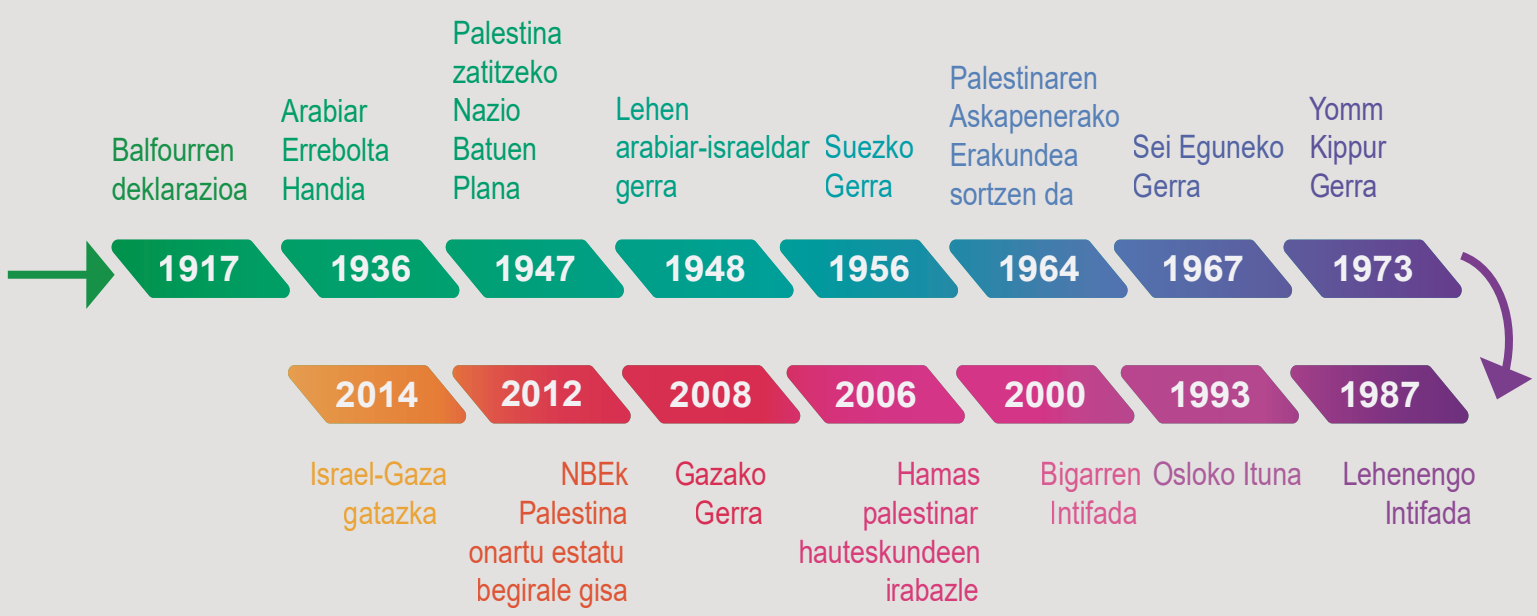 Balfourren
deklarazioa
1917
Arabiar
Errebolta
Handia
1936
Palestina
zatitzeko
Nazio
Batuen
Plana
1947
Lehen
arabiar-israeldar
gerra
1948
Suezko
Gerra
1956
Palestinaren
Askapenerako
Erakundea
sortzen da
1964
Sei Eguneko
Gerra
1967
Yomm
Kippur
Gerra
1973
1987
Lehenengo
Intifada
1993
Osloko Ituna
2000
Bigarren
Intifada
2006
Hamas
palestinar
hauteskundeen
irabazle
2008
Gazako
Gerra
2012
NBEk
Palestina
onartu estatu
begirale gisa
2014
Israel-Gaza
gatazka